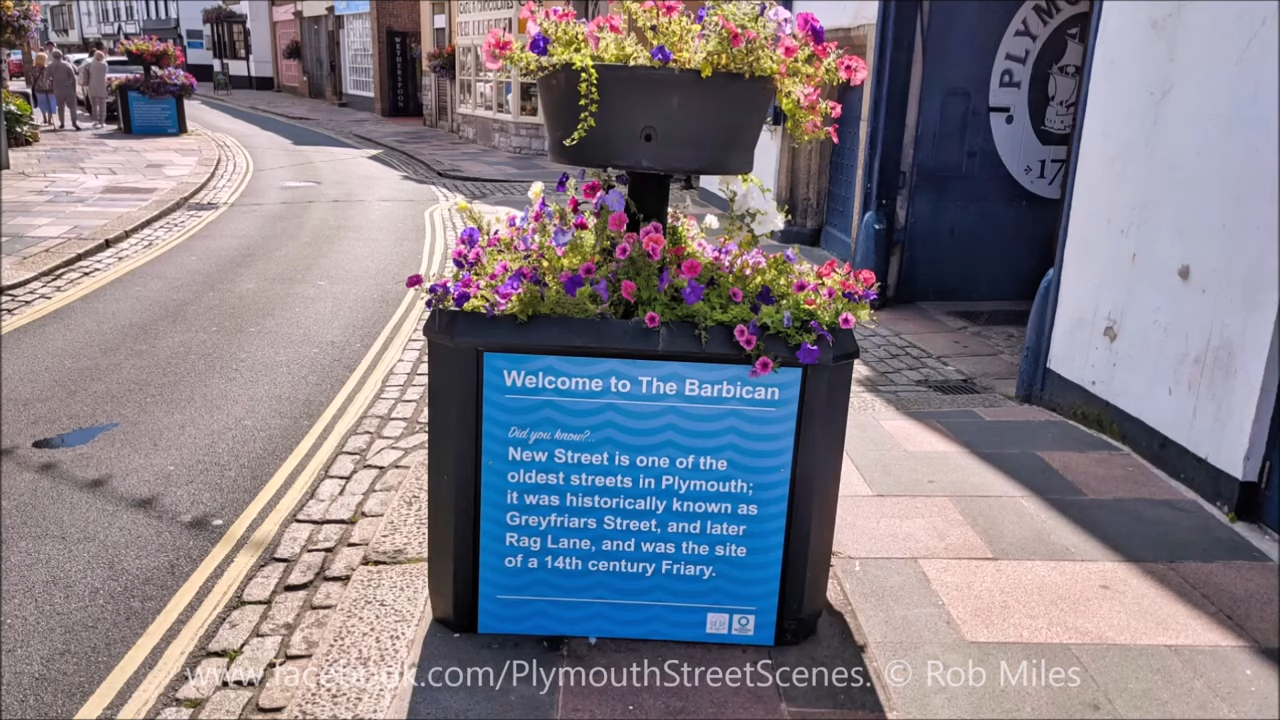 WETHERSPOON
PLYMO
17
Welcome to The Barbican
Did you know?..
New Street is one of the
oldest streets in Plymouth;
it was historically known as
Greyfriars Street, and later
Rag Lane, and was the site
of a 14th century Friary.
www.facebook.com/PlymouthStreetScenes. © Rob Miles